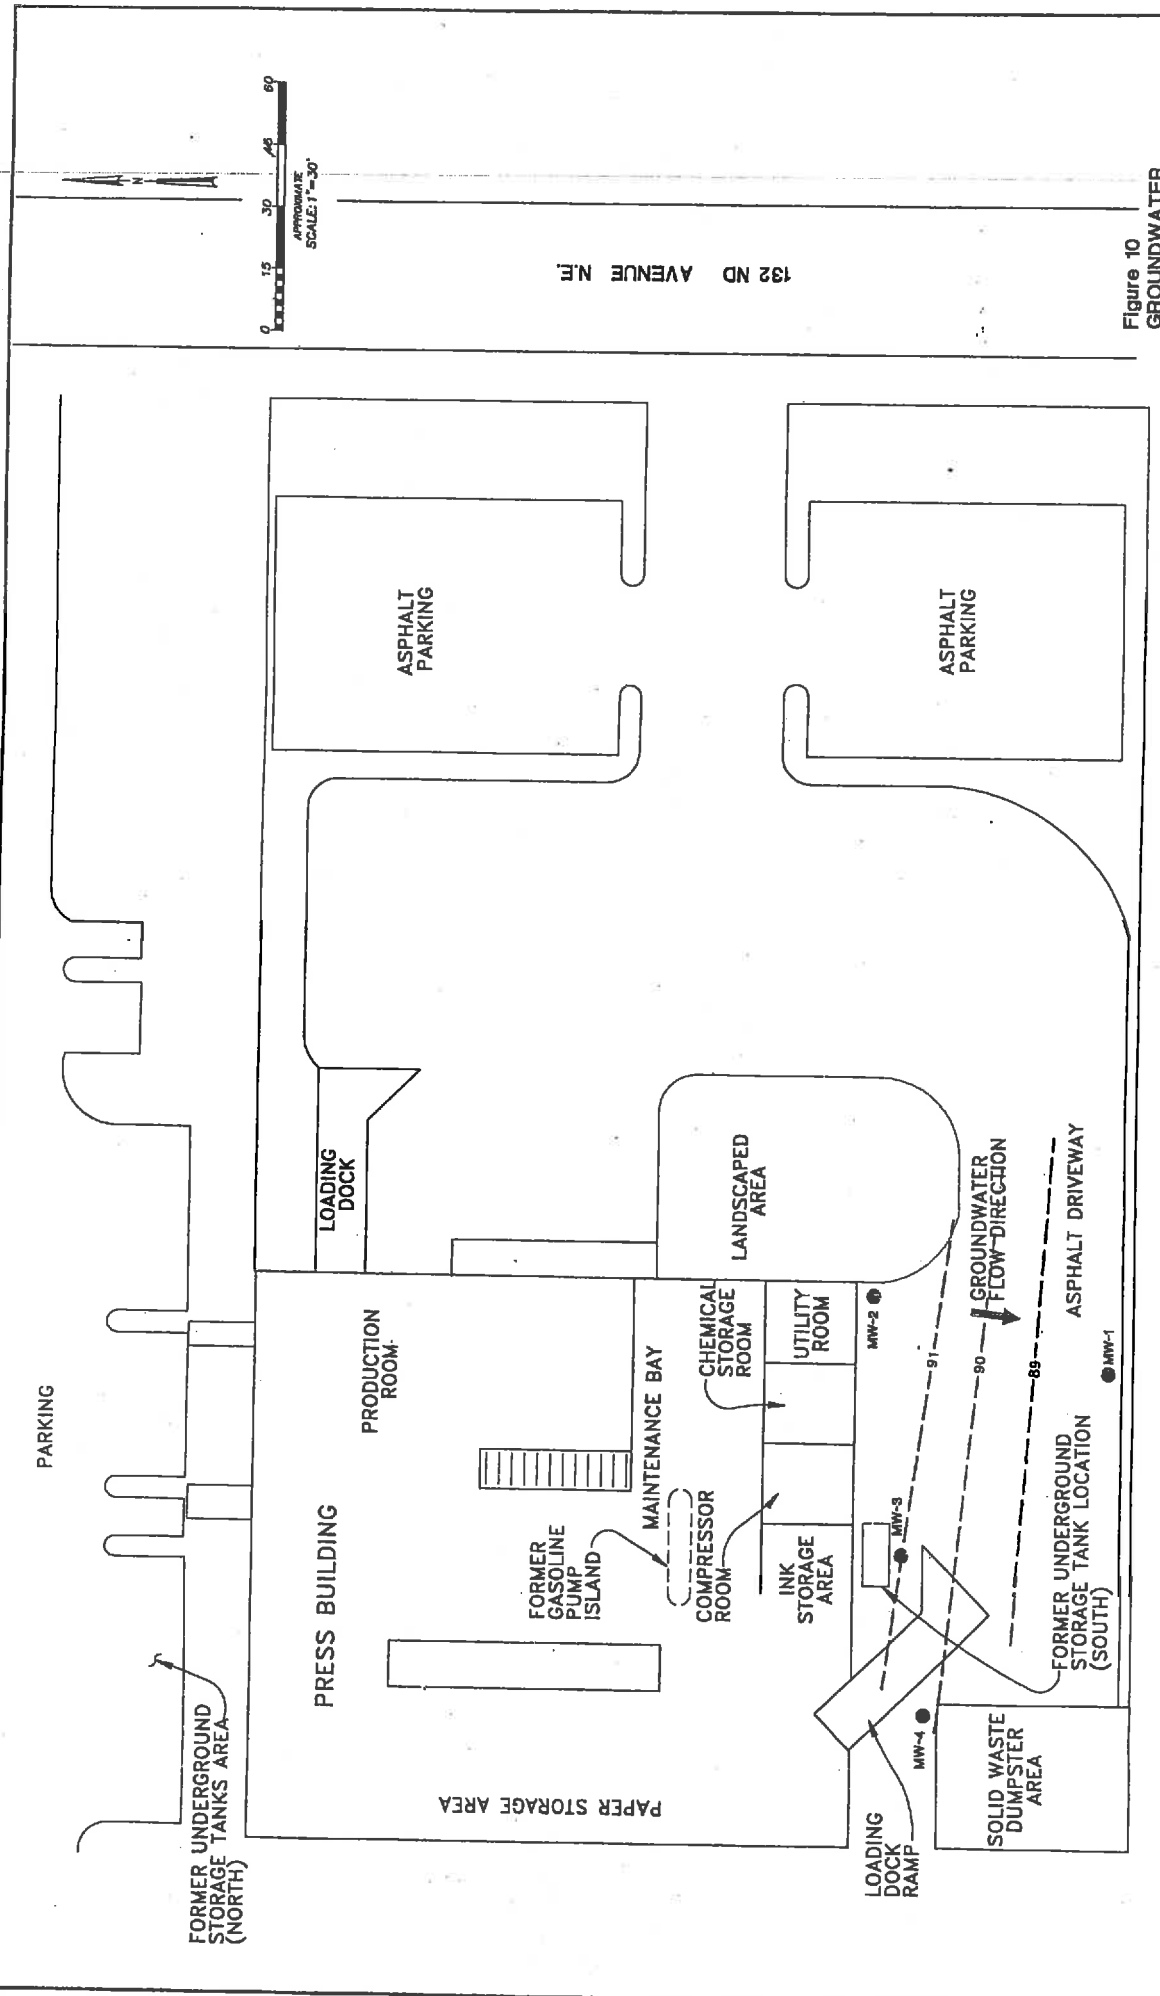 PARKING
FORMER UNDERGROUND
STORAGE TANKS AREA
(NORTH)
PRESS BUILDING
PRODUCTION
ROOM
LOADING
DOCK
ASPHALT
PARKING
0 15 30 45 60
APPROXIMATE
SCALE: 1"=30'
N
PAPER STORAGE AREA
FORMER
GASOLINE
PUMP
ISLAND
MAINTENANCE BAY
COMPRESSOR
ROOM
CHEMICAL
STORAGE
ROOM
LANDSCAPED
AREA
INK
STORAGE
AREA
UTILITY
ROOM
132 ND AVENUE N.E.
LOADING
DOCK
RAMP
MW-4
MW-3
MW-2
91
90
89
GROUNDWATER
FLOW DIRECTION
ASPHALT
PARKING
SOLID WASTE
DUMPSTER
AREA
FORMER UNDERGROUND
STORAGE TANK LOCATION
(SOUTH)
MW-1
ASPHALT DRIVEWAY
Figure 10
GROUNDWATER